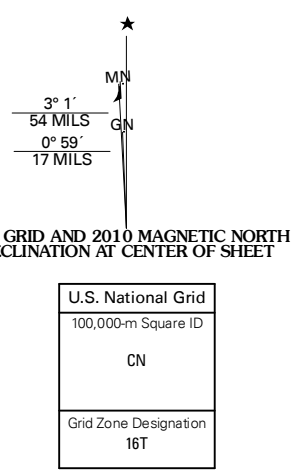 MN
3° 1´
54 MILS
GN
0° 59´
17 MILS
GRID AND 2010 MAGNETIC NORTH
CLINATION AT CENTER OF SHEET
U.S. National Grid
100,000-m Square ID
CN
Grid Zone Designation
16T